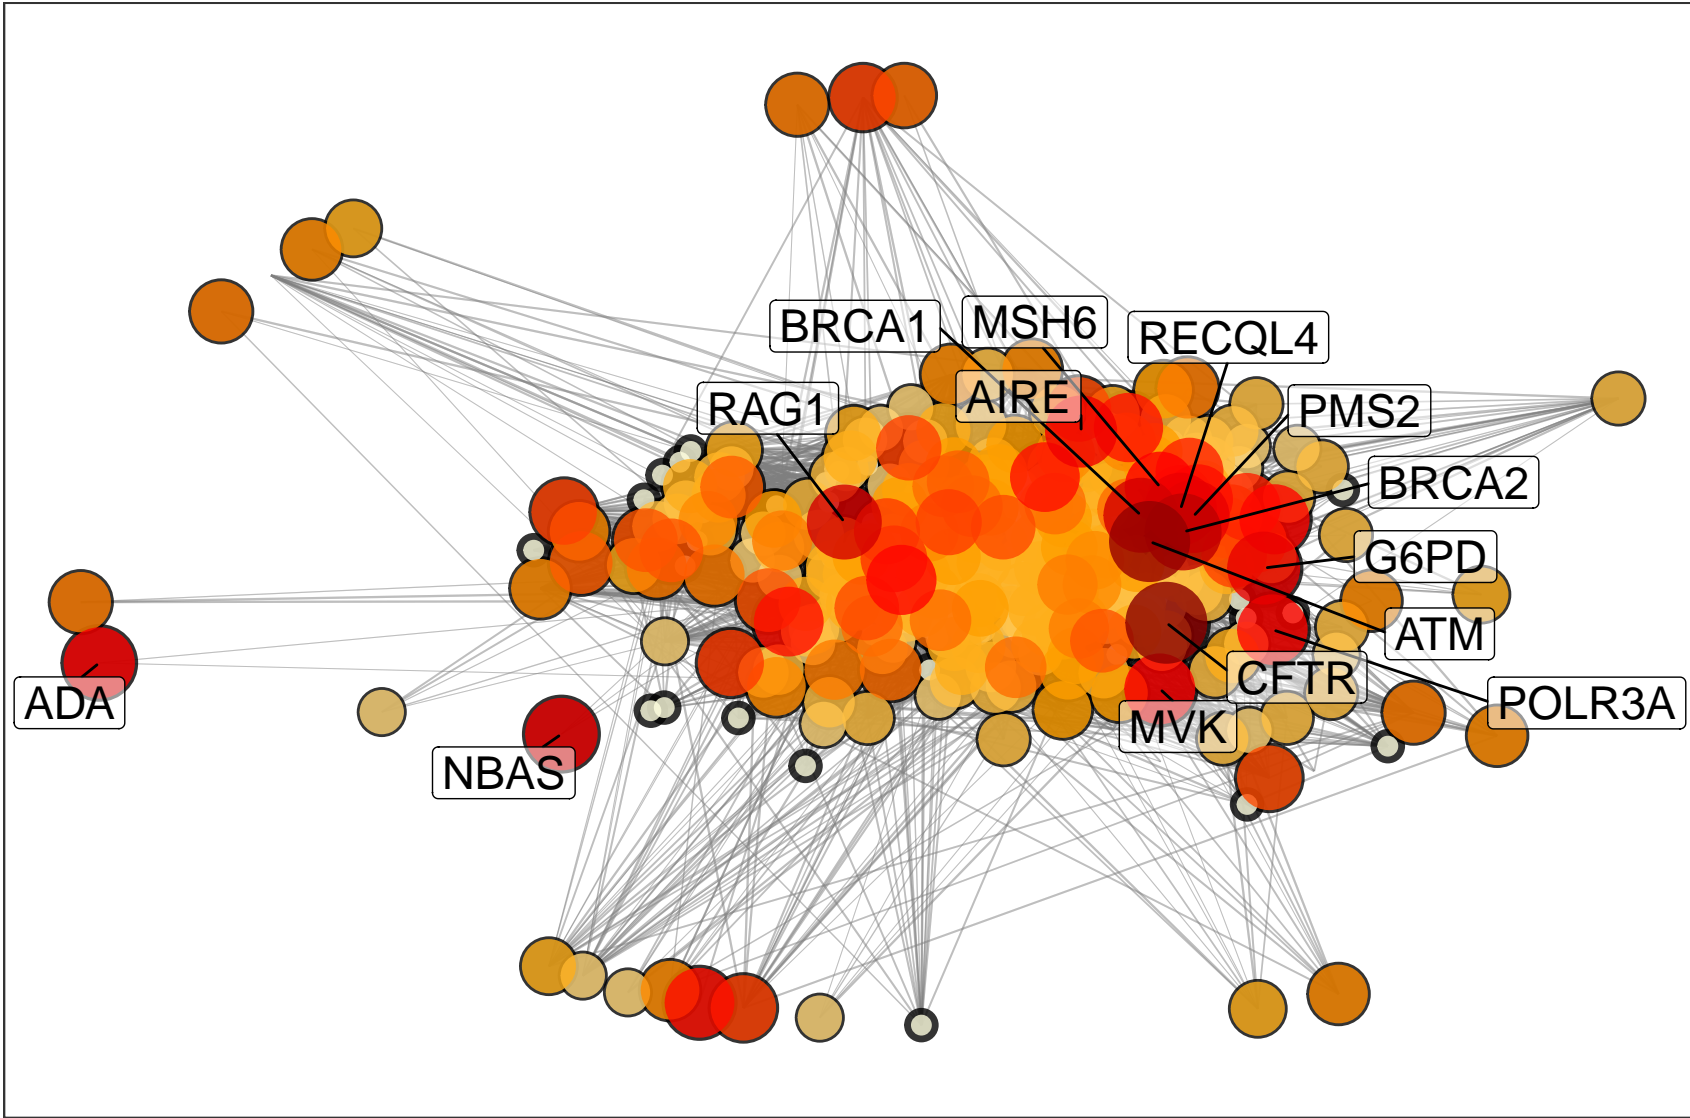 BRCA1
MSH6
RECQL4
AIRE
RAG1
PMS2
BRCA2
G6PD
ATM
CFTR
POLR3A
ADA
MVK
NBAS